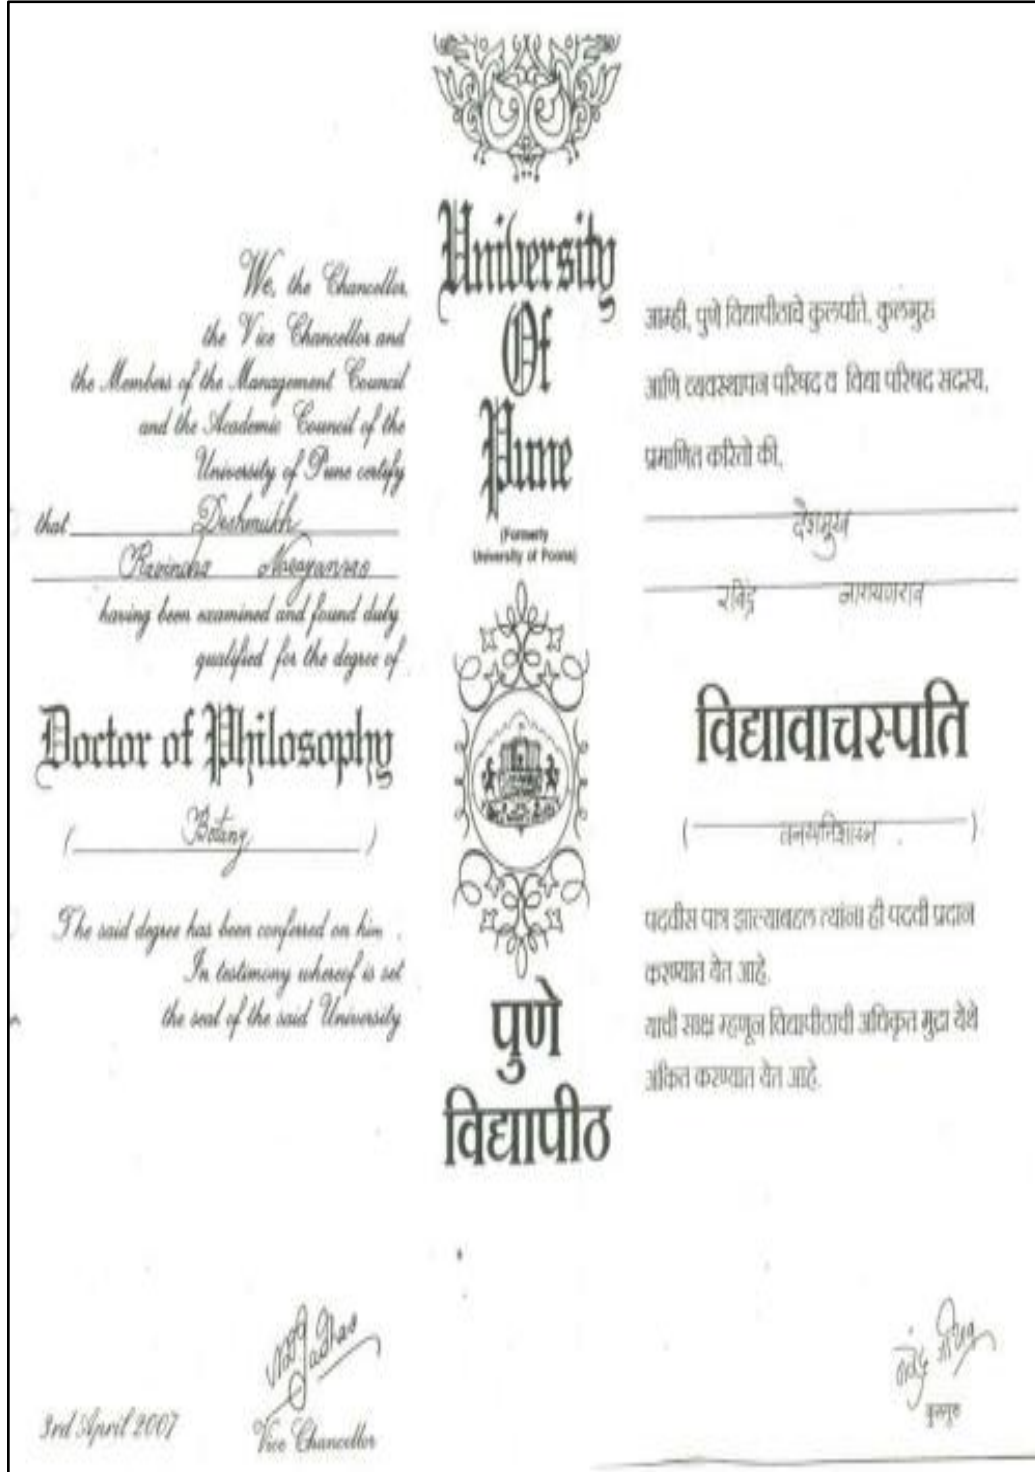 We, the Chancellor,
the Vice Chancellor and
the Members of the Management Council
and the Academic Council of the
University of Pune certify
that Deshmukh
Ravindra Narayanrao
having been examined and found duly
qualified for the degree of
Doctor of Philosophy
( Botany )
The said degree has been conferred on him .
In testimony whereof is set
the seal of the said University
3rd April 2007
Vice Chancellor
University
Of
Pune
(Formerly
University of Poona)
पुणे
विद्यापीठ
आम्ही, पुणे विद्यापीठाचे कुलपति, कुलगुरु
आणि व्यवस्थापन परिषद व विद्या परिषद सदस्य,
प्रमाणित करितो की,
देशमुख
रविंद्र नारायणराव
विद्यावाचस्पति
( वनस्पतिशास्त्र . )
पदवीस पात्र झाल्याबद्दल त्यांना ही पदवी प्रदान
करण्यात येत आहे.
याची साक्ष म्हणून विद्यापीठाची अधिकृत मुद्रा येथे
अंकित करण्यात येत आहे.
कुलगुरु